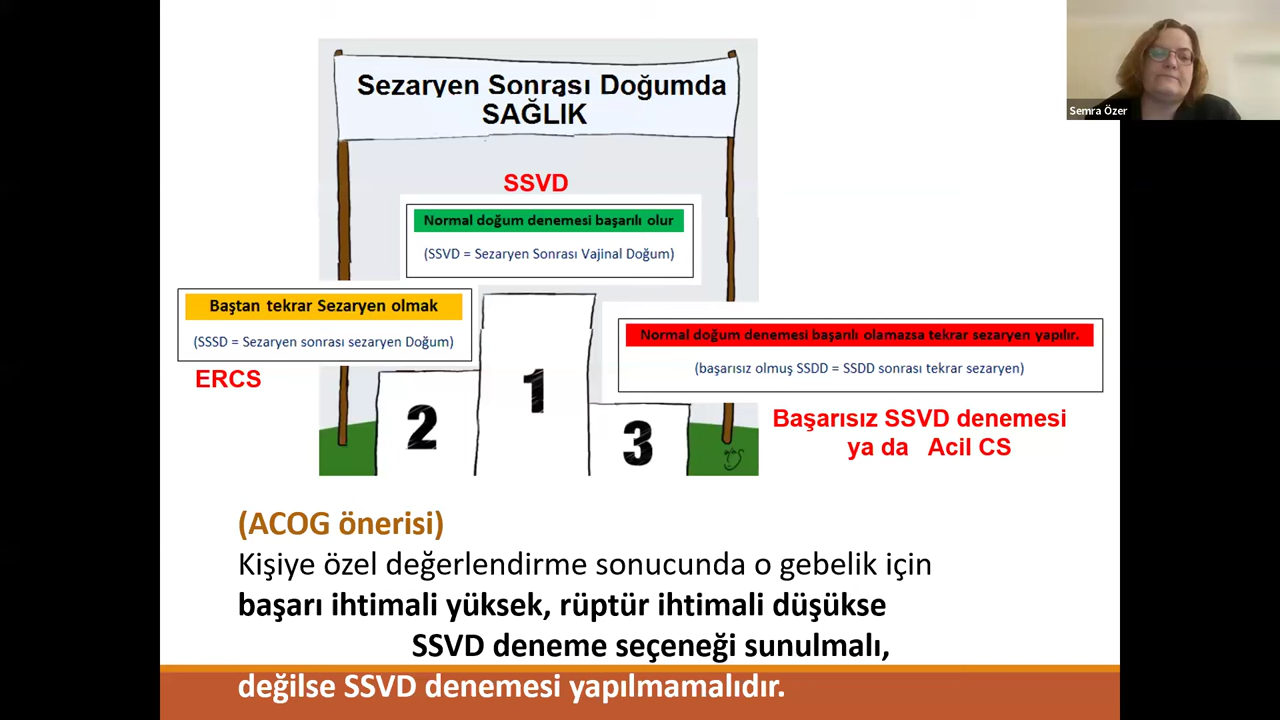 Sezaryen Sonrası Doğumda
SAĞLIK
SSVD
Normal doğum denemesi başarılı olur
(SSVD = Sezaryen Sonrası Vajinal Doğum)
Baştan tekrar Sezaryen olmak
(SSSD = Sezaryen sonrası sezaryen Doğum)
ERCS
Normal doğum denemesi başarılı olamazsa tekrar sezaryen yapılır.
(başarısız olmuş SSDD = SSDD sonrası tekrar sezaryen)
Başarısız SSVD denemesi
ya da Acil CS
1
2
3
(ACOG önerisi)
Kişiye özel değerlendirme sonucunda o gebelik için
başarı ihtimali yüksek, rüptür ihtimali düşükse
SSVD deneme seçeneği sunulmalı,
değilse SSVD denemesi yapılmamalıdır.
Semra Özer